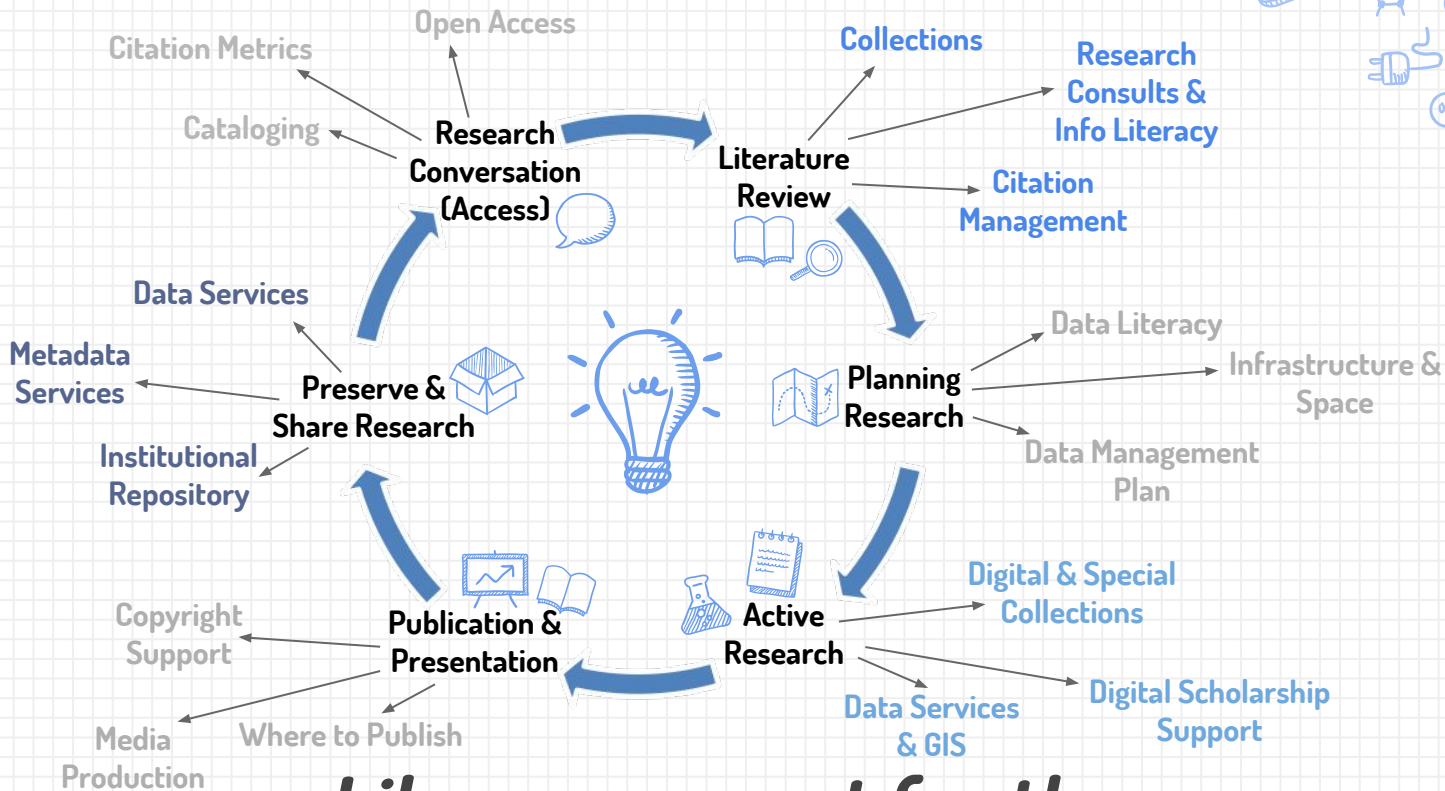 Open Access
Citation Metrics
Cataloging
Research
Conversation
(Access)
Collections
Research
Consults &
Info Literacy
Literature
Review
Citation
Management
Data Services
Metadata
Services
Preserve &
Share Research
Institutional
Repository
Planning
Research
Data Literacy
Infrastructure &
Space
Data Management
Plan
Active
Research
Digital & Special
Collections
Digital Scholarship
Support
Data Services
& GIS
Publication &
Presentation
Copyright
Support
Media
Production
Where to Publish